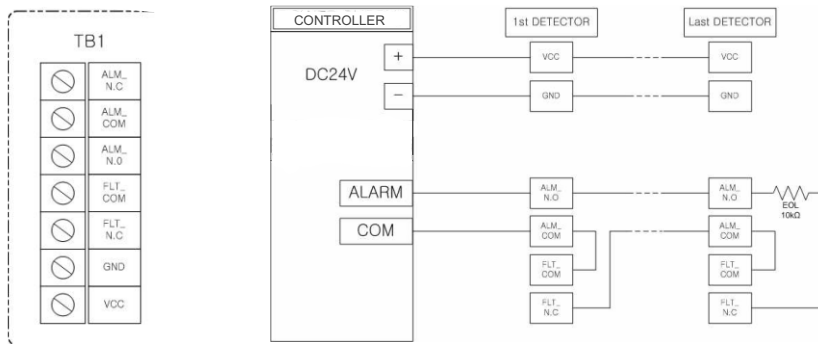 TB1
ALM_
N.C
ALM_
COM
ALM_
N.O
FLT_
COM
FLT_
N.C
GND
VCC
CONTROLLER
DC24V
+
−
ALARM
COM
1st DETECTOR
VCC
GND
ALM_
N.O
ALM_
COM
FLT_
COM
FLT_
N.C
Last DETECTOR
VCC
GND
ALM_
N.O
ALM_
COM
FLT_
COM
FLT_
N.C
EOL
10kΩ